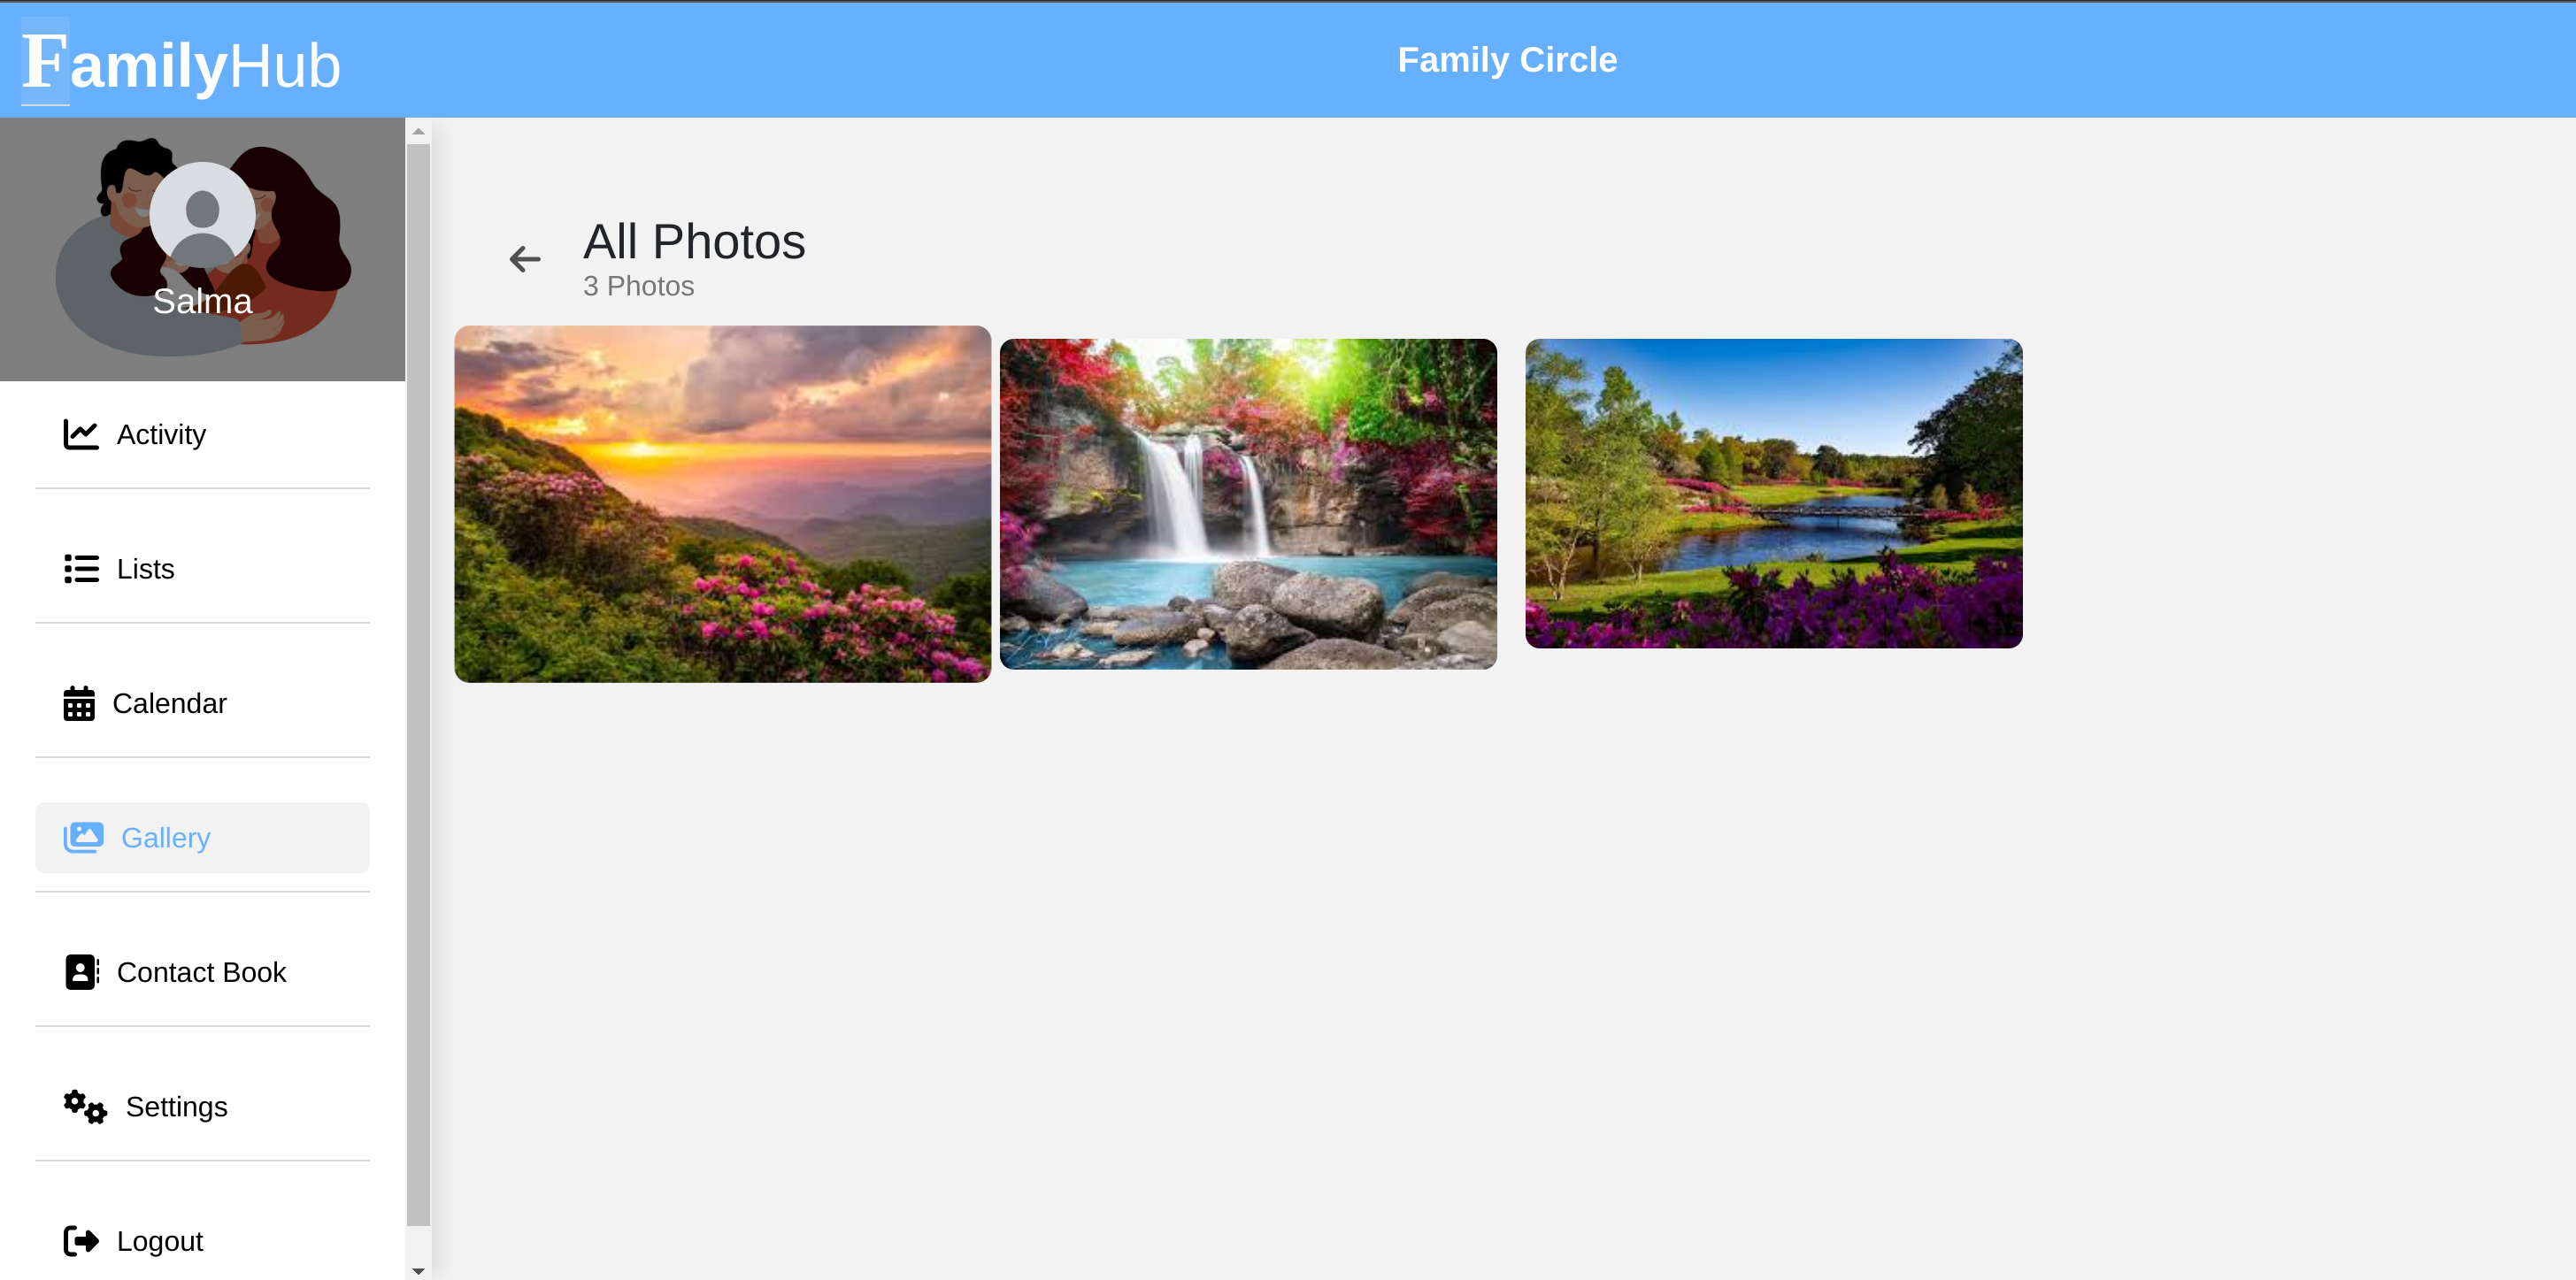 FamilyHub
Family Circle
Salma
Activity
Lists
Calendar
Gallery
Contact Book
Settings
Logout
All Photos
3 Photos